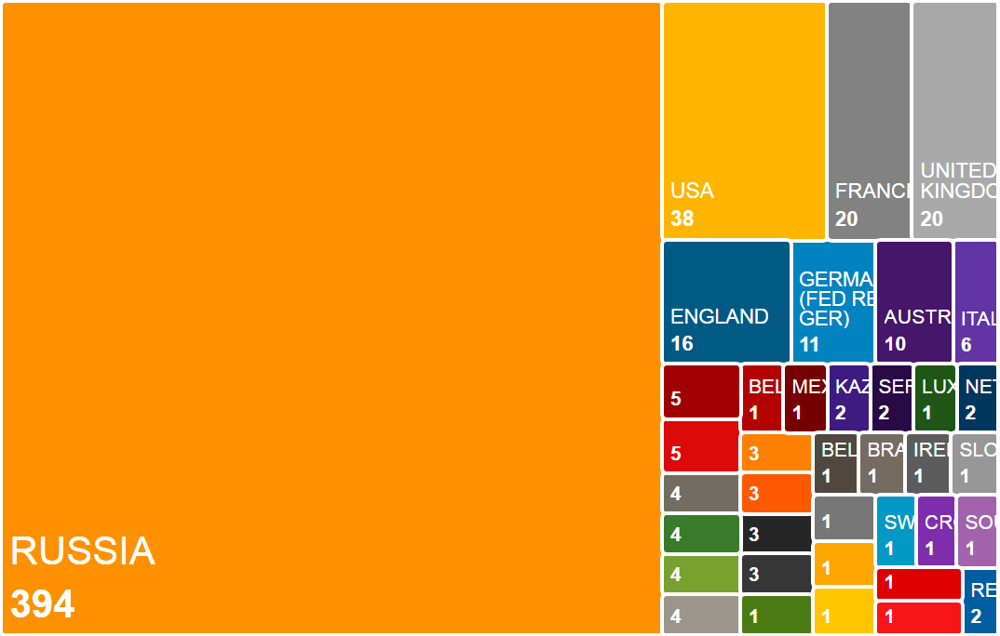 RUSSIA
394
USA
38
FRANCI
20
UNITED
KINGDO
20
ENGLAND
16
GERMA
(FED RE
GER)
11
AUSTR
10
ITAL
6
5
5
4
4
4
4
BEL
1
MEX
1
KAZ
2
SER
2
LUX
1
NET
2
3
3
3
3
1
BEL
1
BRA
1
IREI
1
SLO
1
1
1
1
SW
1
CRO
1
SOU
1
1
1
RE
2